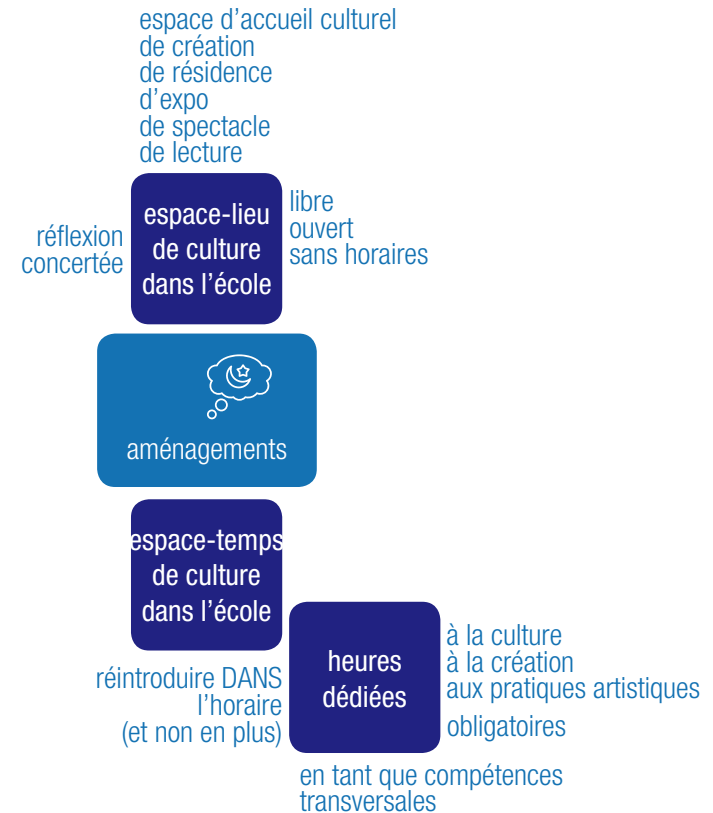 espace d'accueil culturel
de création
de résidence
d'expo
de spectacle
de lecture
réflexion
concertée
espace-lieu
de culture
dans l'école
libre
ouvert
sans horaires
aménagements
espace-temps
de culture
dans l'école
réintroduire DANS
l'horaire
(et non en plus)
heures
dédiées
à la culture
à la création
aux pratiques artistiques
obligatoires
en tant que compétences
transversales